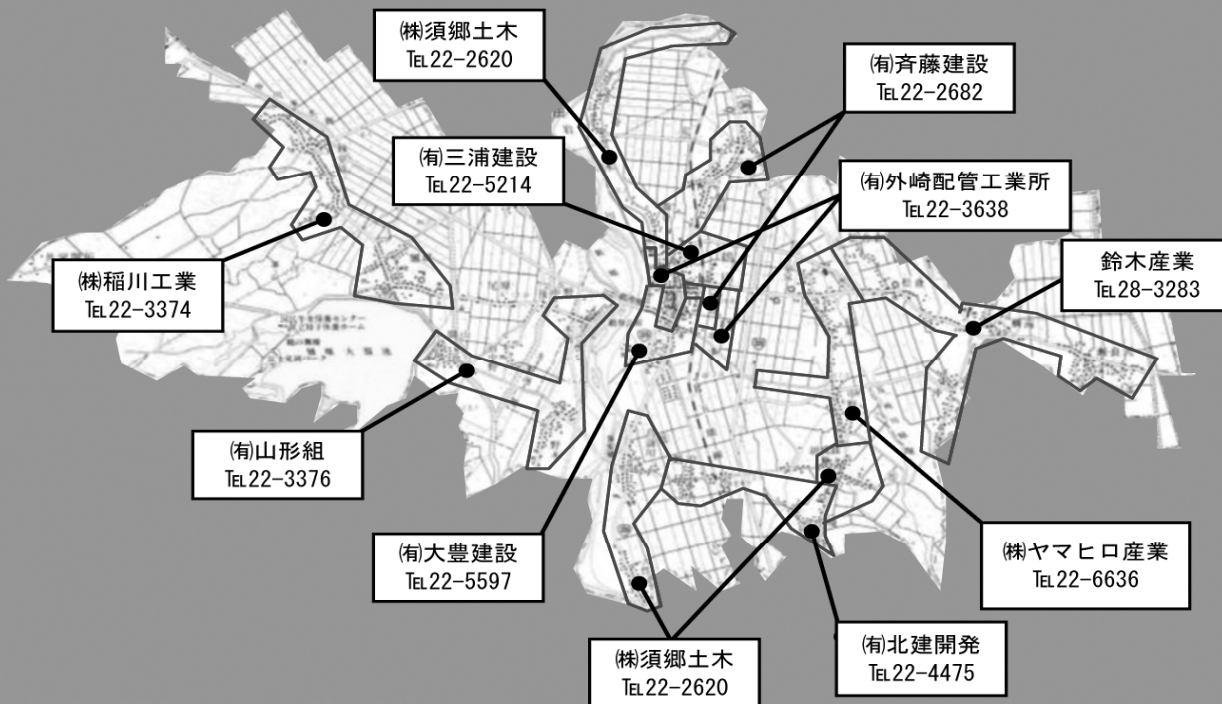 ㈱須郷土木
℡22-2620
㈲斉藤建設
℡22-2682
㈲三浦建設
℡22-5214
㈲外崎配管工業所
℡22-3638
鈴木産業
℡28-3283
㈱稲川工業
℡22-3374
㈲山形組
℡22-3376
㈲大豊建設
℡22-5597
㈱ヤマヒロ産業
℡22-6636
㈱須郷土木
℡22-2620
㈲北建開発
℡22-4475